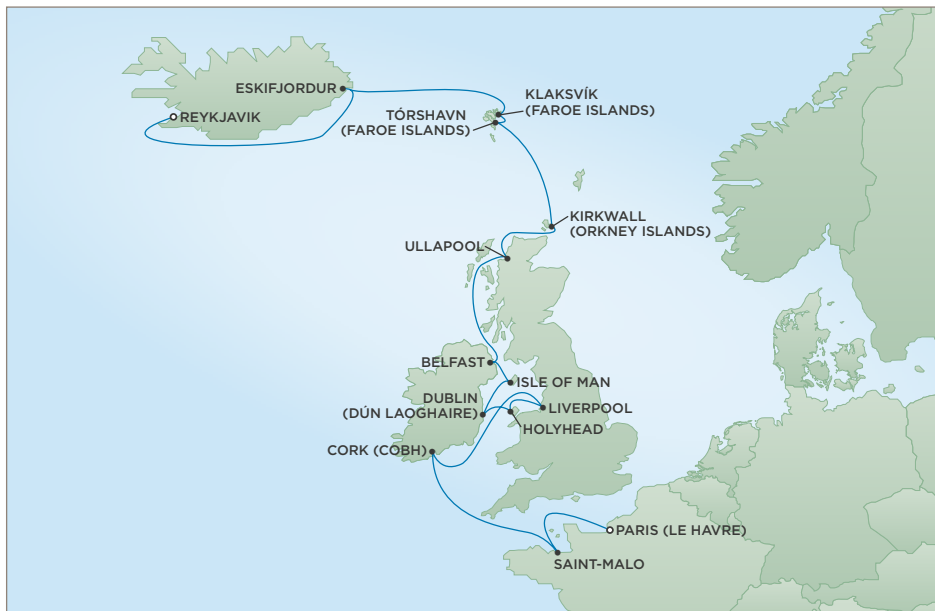 ESKIFJORDUR
REYKJAVIK
KLAKSVÍK
(FAROE ISLANDS)
TÓRSHAVN
(FAROE ISLANDS)
KIRKWALL
(ORKNEY ISLANDS)
ULLAPOOL
BELFAST
ISLE OF MAN
DUBLIN
(DÚN LAOGHAIRE)
LIVERPOOL
HOLYHEAD
CORK (COBH)
PARIS (LE HAVRE)
SAINT-MALO